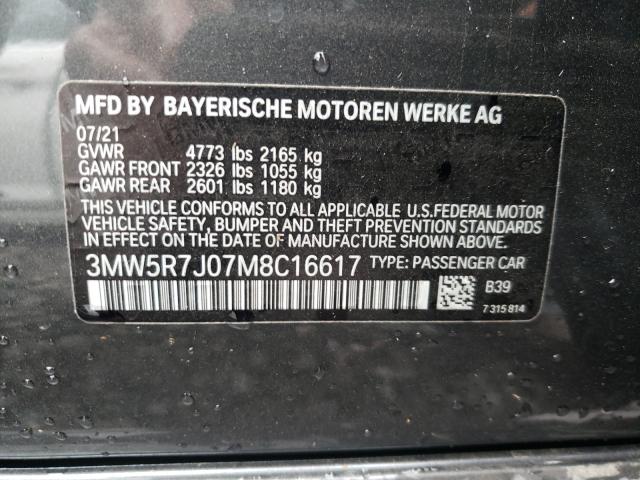 MFD BY BAYERISCHE MOTOREN WERKE AG
07/21
GVWR 4773 lbs 2165 kg
GAWR FRONT 2326 lbs 1055 kg
GAWR REAR 2601 lbs 1180 kg
THIS VEHICLE CONFORMS TO ALL APPLICABLE U.S.FEDERAL MOTOR
VEHICLE SAFETY, BUMPER AND THEFT PREVENTION STANDARDS
IN EFFECT ON THE DATE OF MANUFACTURE SHOWN ABOVE.
3MW5R7J07M8C16617 TYPE: PASSENGER CAR
B39
7 315 814